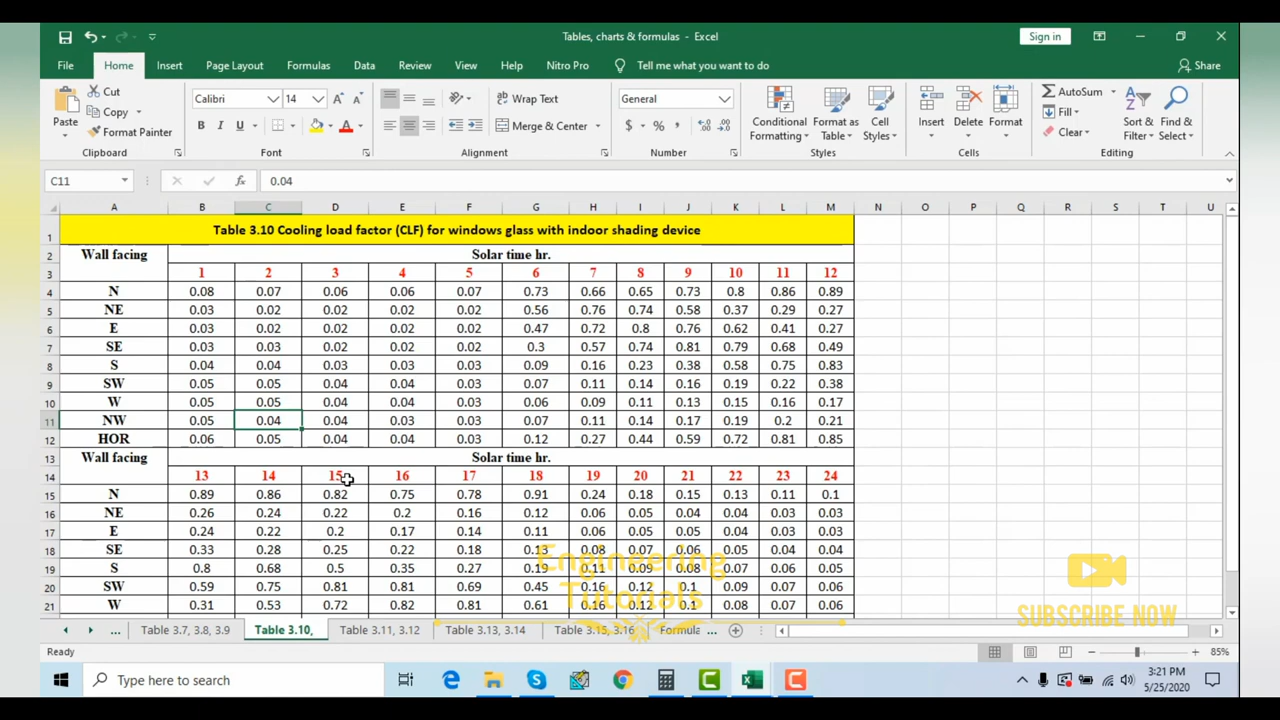 Tables, charts & formulas - Excel
Sign in
File Home Insert Page Layout Formulas Data Review View Help Nitro Pro Tell me what you want to do Share
Paste Cut Copy Format Painter Clipboard
Calibri 14 A A B I U A Font
Wrap Text Merge & Center Alignment
General $ % Number
Conditional Formatting Format as Table Cell Styles Styles
Insert Delete Format Cells
AutoSum Fill Clear Sort & Filter Find & Select Editing
C11 fx 0.04
A B C D E F G H I J K L M N O P Q R S T U
1 Table 3.10 Cooling load factor (CLF) for windows glass with indoor shading device
2 Wall facing Solar time hr.
3 1 2 3 4 5 6 7 8 9 10 11 12
4 N 0.08 0.07 0.06 0.06 0.07 0.73 0.66 0.65 0.73 0.8 0.86 0.89
5 NE 0.03 0.02 0.02 0.02 0.02 0.56 0.76 0.74 0.58 0.37 0.29 0.27
6 E 0.03 0.02 0.02 0.02 0.02 0.47 0.72 0.8 0.76 0.62 0.41 0.27
7 SE 0.03 0.03 0.02 0.02 0.02 0.3 0.57 0.74 0.81 0.79 0.68 0.49
8 S 0.04 0.04 0.03 0.03 0.03 0.09 0.16 0.23 0.38 0.58 0.75 0.83
9 SW 0.05 0.05 0.04 0.04 0.03 0.07 0.11 0.14 0.16 0.19 0.22 0.38
10 W 0.05 0.05 0.04 0.04 0.03 0.06 0.09 0.11 0.13 0.15 0.16 0.17
11 NW 0.05 0.04 0.04 0.03 0.03 0.07 0.11 0.14 0.17 0.19 0.2 0.21
12 HOR 0.06 0.05 0.04 0.04 0.03 0.12 0.27 0.44 0.59 0.72 0.81 0.85
13 Wall facing Solar time hr.
14 13 14 15 16 17 18 19 20 21 22 23 24
15 N 0.89 0.86 0.82 0.75 0.78 0.91 0.24 0.18 0.15 0.13 0.11 0.1
16 NE 0.26 0.24 0.22 0.2 0.16 0.12 0.06 0.05 0.04 0.04 0.03 0.03
17 E 0.24 0.22 0.2 0.17 0.14 0.11 0.06 0.05 0.05 0.04 0.03 0.03
18 SE 0.33 0.28 0.25 0.22 0.18 0.13 0.08 0.07 0.06 0.05 0.04 0.04
19 S 0.8 0.68 0.5 0.35 0.27 0.19 0.11 0.09 0.08 0.07 0.06 0.05
20 SW 0.59 0.75 0.81 0.81 0.69 0.45 0.16 0.12 0.1 0.09 0.07 0.06
21 W 0.31 0.53 0.72 0.82 0.81 0.61 0.16 0.12 0.1 0.08 0.07 0.06
Engineering
Tutorials
SUBSCRIBE NOW
... Table 3.7, 3.8, 3.9 Table 3.10, Table 3.11, 3.12 Table 3.13, 3.14 Table 3.15, 3.16 Formula ...
Ready 85%
Type here to search
3:21 PM
5/25/2020